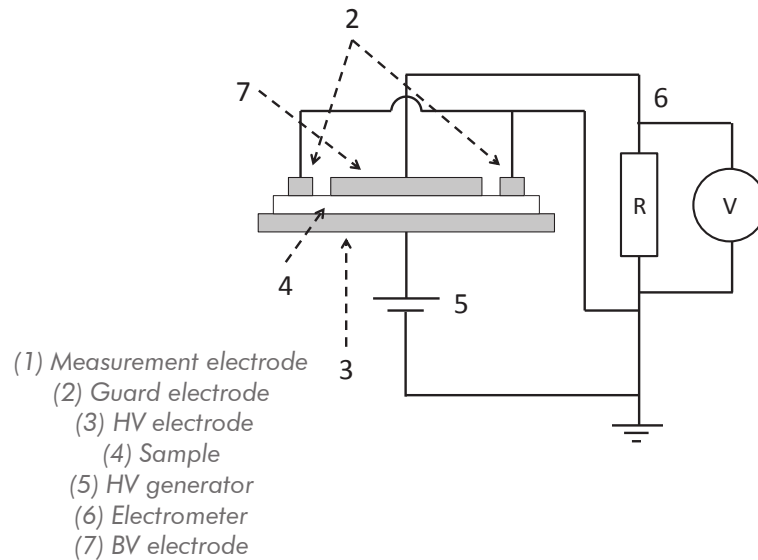 2
7
6
R
V
4
5
3
(1) Measurement electrode
(2) Guard electrode
(3) HV electrode
(4) Sample
(5) HV generator
(6) Electrometer
(7) BV electrode